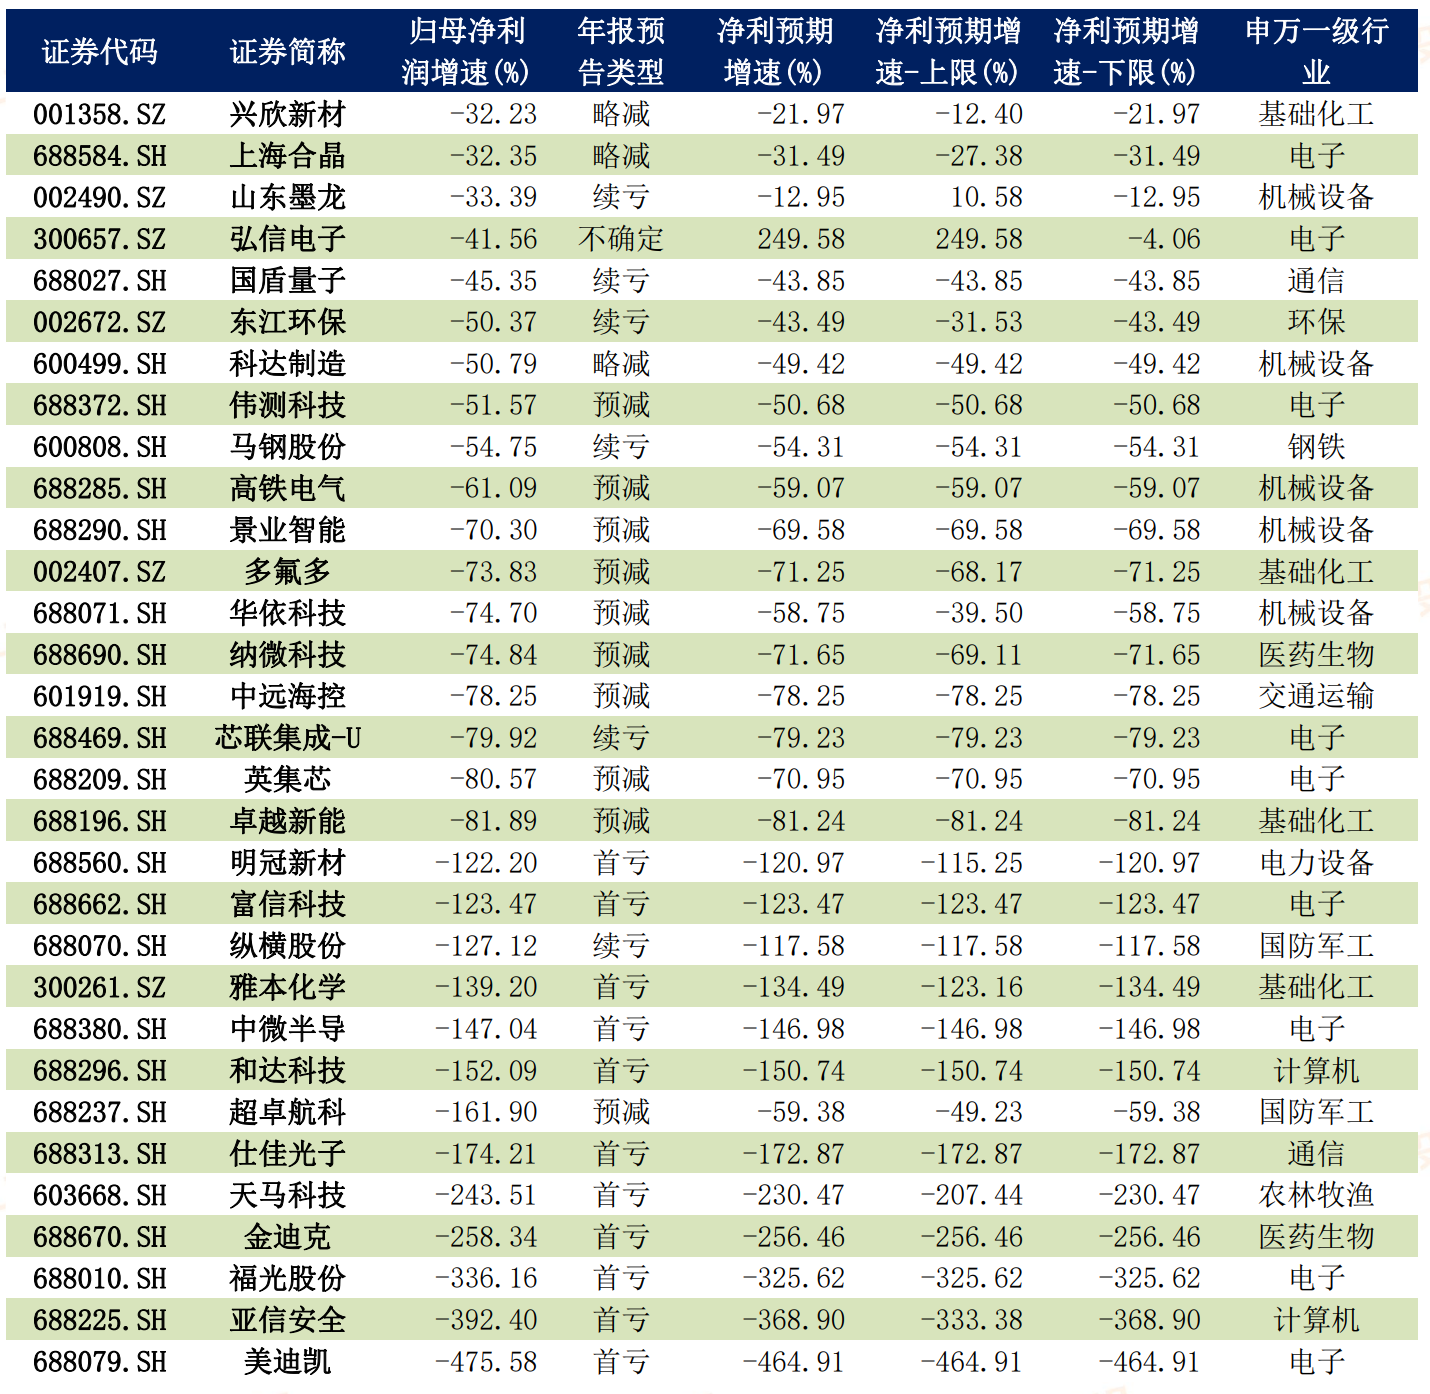 证券代码 证券简称 归母净利润增速(%) 年报预告类型 净利预期增速(%) 净利预期增速-上限(%) 净利预期增速-下限(%) 申万一级行业
001358.SZ 兴欣新材 -32.23 略减 -21.97 -12.40 -21.97 基础化工
688584.SH 上海合晶 -32.35 略减 -31.49 -27.38 -31.49 电子
002490.SZ 山东墨龙 -33.39 续亏 -12.95 10.58 -12.95 机械设备
300657.SZ 弘信电子 -41.56 不确定 249.58 249.58 -4.06 电子
688027.SH 国盾量子 -45.35 续亏 -43.85 -43.85 -43.85 通信
002672.SZ 东江环保 -50.37 续亏 -43.49 -31.53 -43.49 环保
600499.SH 科达制造 -50.79 略减 -49.42 -49.42 -49.42 机械设备
688372.SH 伟测科技 -51.57 预减 -50.68 -50.68 -50.68 电子
600808.SH 马钢股份 -54.75 续亏 -54.31 -54.31 -54.31 钢铁
688285.SH 高铁电气 -61.09 预减 -59.07 -59.07 -59.07 机械设备
688290.SH 景业智能 -70.30 预减 -69.58 -69.58 -69.58 机械设备
002407.SZ 多氟多 -73.83 预减 -71.25 -68.17 -71.25 基础化工
688071.SH 华依科技 -74.70 预减 -58.75 -39.50 -58.75 机械设备
688690.SH 纳微科技 -74.84 预减 -71.65 -69.11 -71.65 医药生物
601919.SH 中远海控 -78.25 预减 -78.25 -78.25 -78.25 交通运输
688469.SH 芯联集成-U -79.92 续亏 -79.23 -79.23 -79.23 电子
688209.SH 英集芯 -80.57 预减 -70.95 -70.95 -70.95 电子
688196.SH 卓越新能 -81.89 预减 -81.24 -81.24 -81.24 基础化工
688560.SH 明冠新材 -122.20 首亏 -120.97 -115.25 -120.97 电力设备
688662.SH 富信科技 -123.47 首亏 -123.47 -123.47 -123.47 电子
688070.SH 纵横股份 -127.12 续亏 -117.58 -117.58 -117.58 国防军工
300261.SZ 雅本化学 -139.20 首亏 -134.49 -123.16 -134.49 基础化工
688380.SH 中微半导 -147.04 首亏 -146.98 -146.98 -146.98 电子
688296.SH 和达科技 -152.09 首亏 -150.74 -150.74 -150.74 计算机
688237.SH 超卓航科 -161.90 预减 -59.38 -49.23 -59.38 国防军工
688313.SH 仕佳光子 -174.21 首亏 -172.87 -172.87 -172.87 通信
603668.SH 天马科技 -243.51 首亏 -230.47 -207.44 -230.47 农林牧渔
688670.SH 金迪克 -258.34 首亏 -256.46 -256.46 -256.46 医药生物
688010.SH 福光股份 -336.16 首亏 -325.62 -325.62 -325.62 电子
688225.SH 亚信安全 -392.40 首亏 -368.90 -333.38 -368.90 计算机
688079.SH 美迪凯 -475.58 首亏 -464.91 -464.91 -464.91 电子